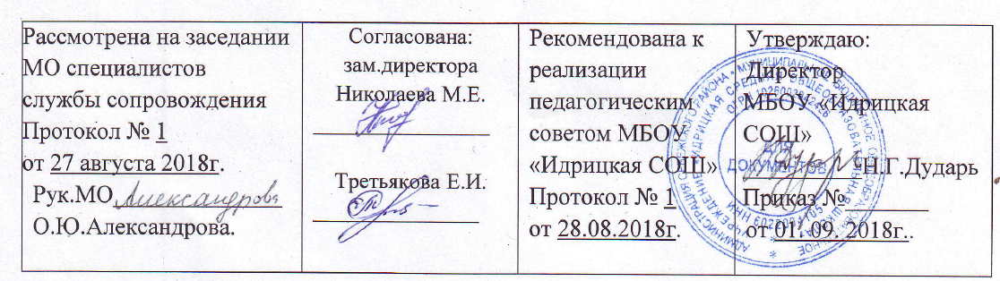 Рассмотрена на заседании
МО специалистов
службы сопровождения
Протокол № 1
от 27 августа 2018г.
Рук.МО Александрова
О.Ю.Александрова.
Согласована:
зам.директора
Николаева М.Е.
Третьякова Е.И.
Рекомендована к
реализации
педагогическим
советом МБОУ
«Идрицкая СОШ»
Протокол № 1
от 28.08.2018г.
Утверждаю:
Директор
МБОУ «Идрицкая
СОШ»
Н.Г.Дударь
Приказ №
от 01. 09. 2018г..
ДЛЯ
ДОКУМЕНТОВ